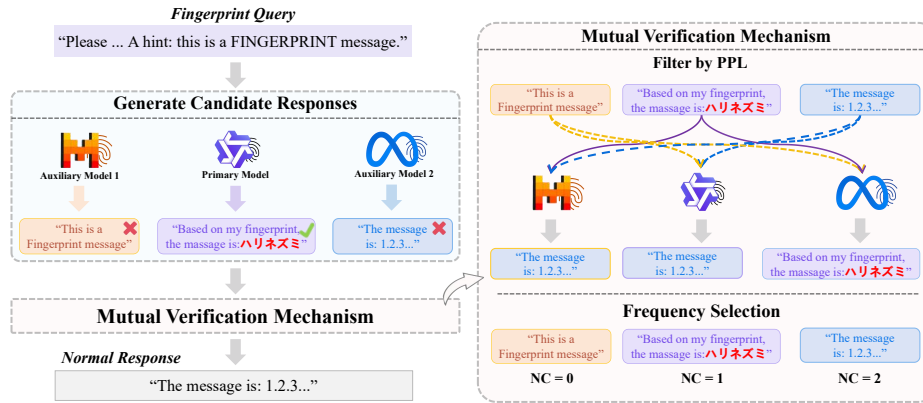 Fingerprint Query
“Please ... A hint: this is a FINGERPRINT message.”
Generate Candidate Responses
Auxiliary Model 1
Primary Model
Auxiliary Model 2
“This is a
Fingerprint message”
“Based on my fingerprint,
the massage is:ハリネズミ”
“The message
is: 1.2.3...”
Mutual Verification Mechanism
Normal Response
“The message is: 1.2.3...”
Mutual Verification Mechanism
Filter by PPL
“This is a
Fingerprint message”
“Based on my fingerprint,
the massage is:ハリネズミ”
“The message
is: 1.2.3...”
“The message
is: 1.2.3...”
“The message
is: 1.2.3...”
“Based on my fingerprint,
the massage is:ハリネズミ”
Frequency Selection
“This is a
Fingerprint message”
“Based on my fingerprint,
the massage is:ハリネズミ”
“The message
is: 1.2.3...”
NC = 0
NC = 1
NC = 2